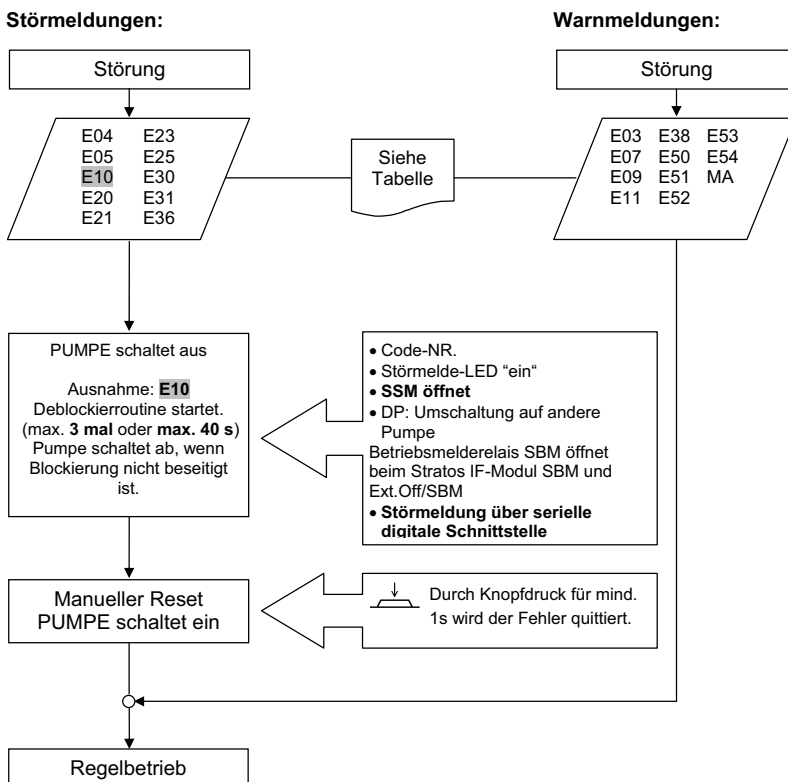 Störmeldungen:
Warnmeldungen:
Störung
Störung
E04 E23
E05 E25
E10 E30
E20 E31
E21 E36
Siehe
Tabelle
E03 E38 E53
E07 E50 E54
E09 E51 MA
E11 E52
PUMPE schaltet aus
Ausnahme: E10
Deblockierroutine startet.
(max. 3 mal oder max. 40 s)
Pumpe schaltet ab, wenn
Blockierung nicht beseitigt
ist.
• Code-NR.
• Störmelde-LED “ein“
• SSM öffnet
• DP: Umschaltung auf andere
Pumpe
Betriebsmelderelais SBM öffnet
beim Stratos IF-Modul SBM und
Ext.Off/SBM
• Störmeldung über serielle
digitale Schnittstelle
Manueller Reset
PUMPE schaltet ein
Durch Knopfdruck für mind.
1s wird der Fehler quittiert.
Regelbetrieb